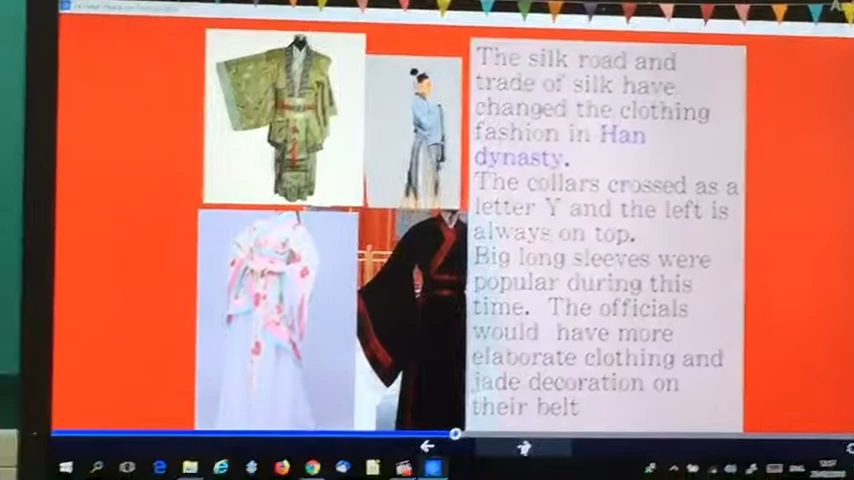 The silk road and
trade of silk have
changed the clothing
fashion in Han
dynasty.
The collars crossed as a
letter Y and the left is
always on top.
Big long sleeves were
popular during this
time. The officials
would have more
elaborate clothing and
jade decoration on
their belt